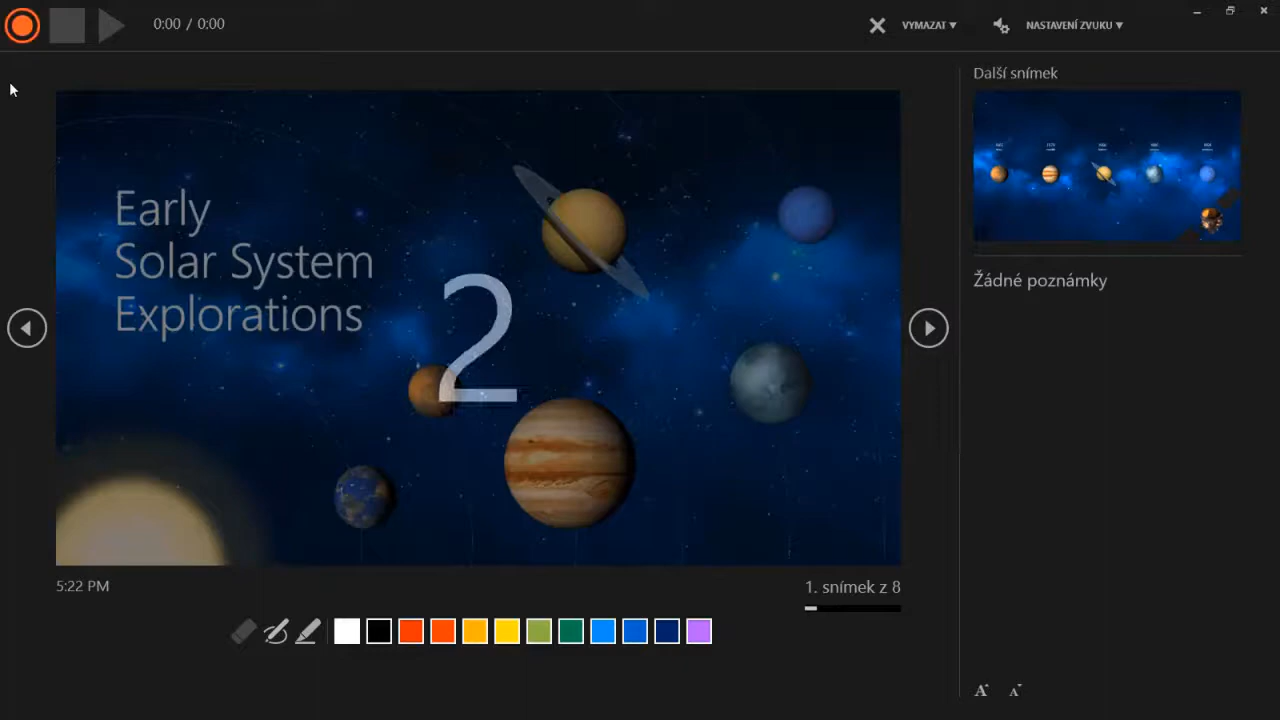 0:00 / 0:00
VYMAZAT
NASTAVENÍ ZVUKU
Další snímek
Early
Solar System
Explorations
2
Žádné poznámky
5:22 PM
1. snímek z 8
A A